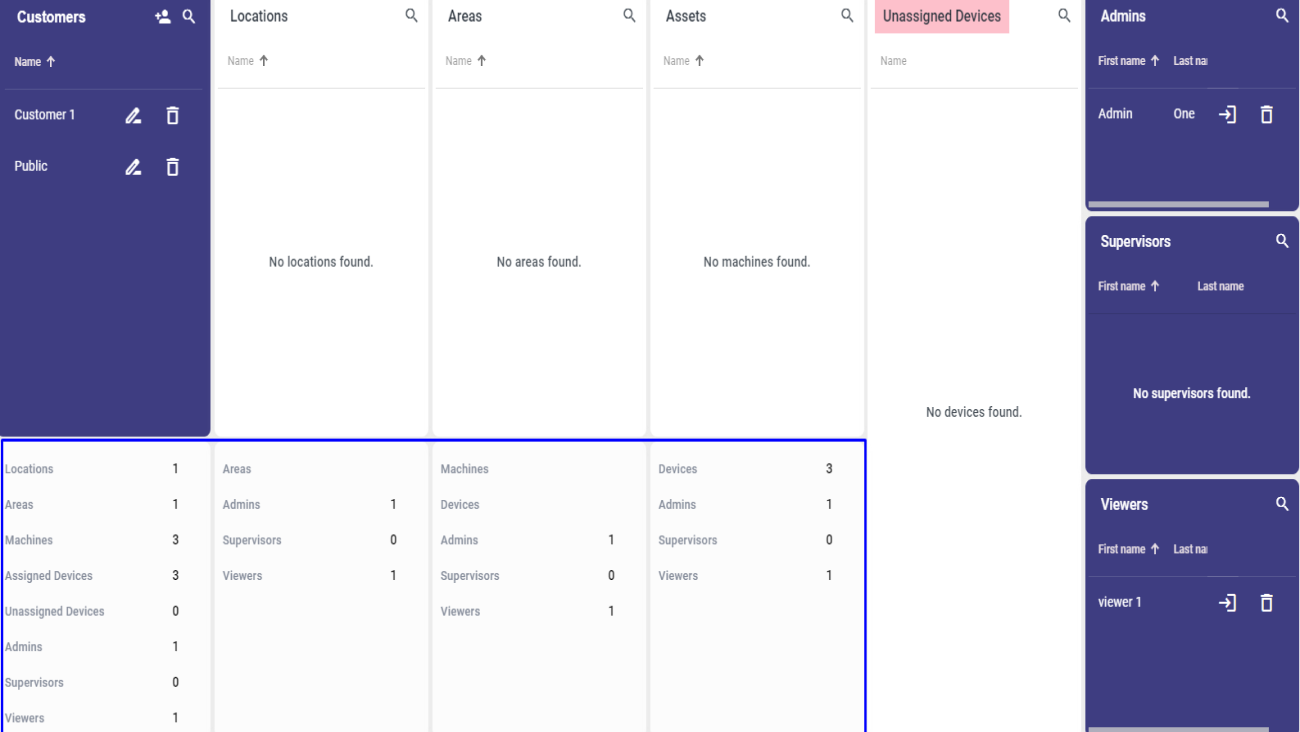 Customers
Name
Customer 1
Public
Locations
Name
No locations found.
Areas
Name
No areas found.
Assets
Name
No machines found.
Unassigned Devices
Name
No devices found.
Admins
First name Last na
Admin One
Supervisors
First name Last name
No supervisors found.
Viewers
First name Last na
viewer 1
Locations 1
Areas 1
Machines 3
Assigned Devices 3
Unassigned Devices 0
Admins 1
Supervisors 0
Viewers 1
Areas
Admins 1
Supervisors 0
Viewers 1
Machines
Devices
Admins 1
Supervisors 0
Viewers 1
Devices 3
Admins 1
Supervisors 0
Viewers 1